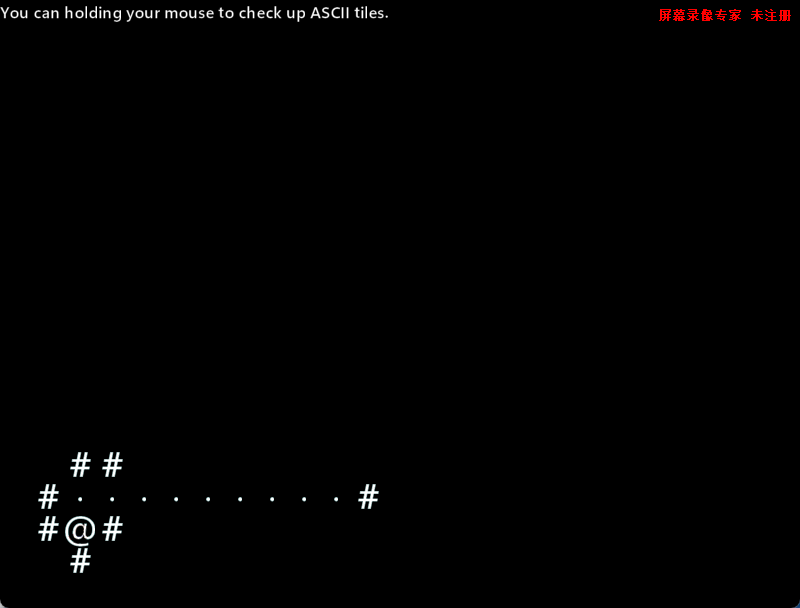 You can holding your mouse to check up ASCII tiles.
屏幕录像专家 未注册
# #
# . . . . . . . . . #
#@#
#